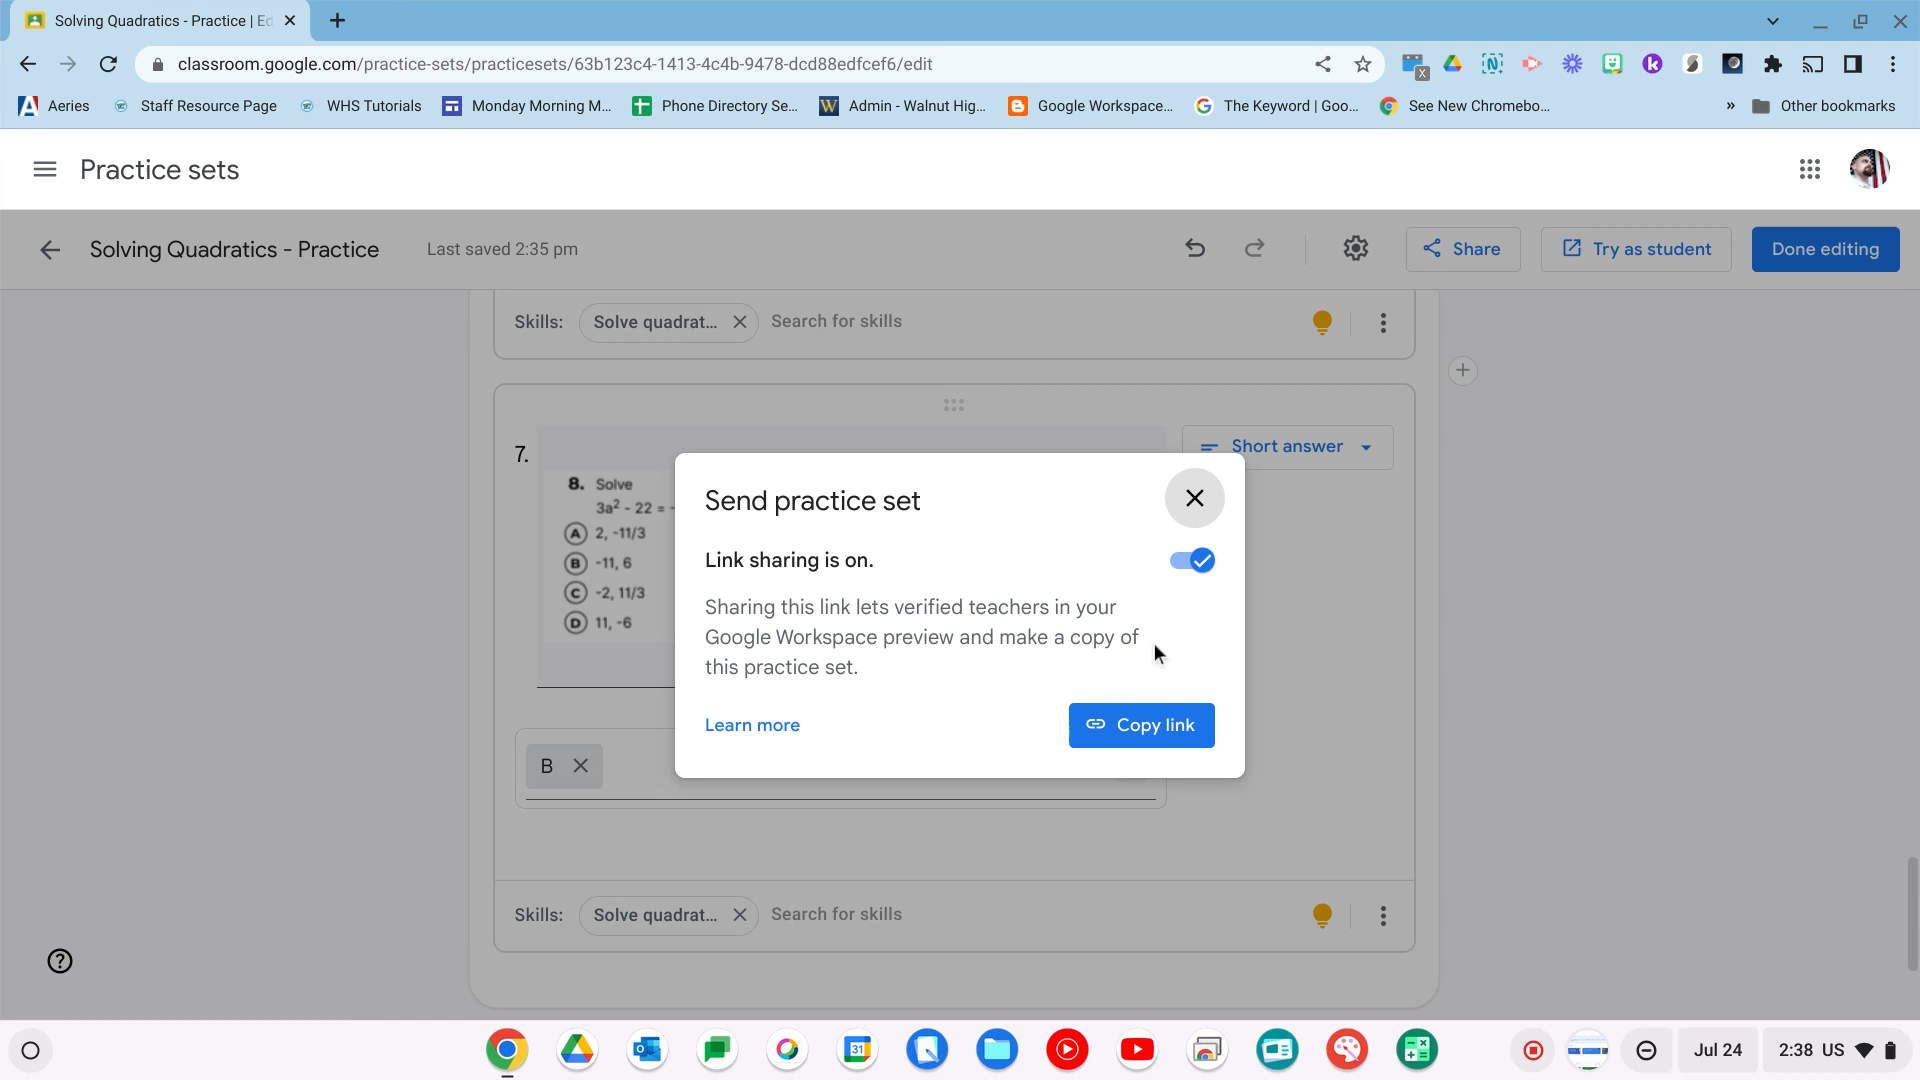 Solving Quadratics - Practice | Ed
classroom.google.com/practice-sets/practicesets/63b123c4-1413-4c4b-9478-dcd88edfcef6/edit
X
Aeries
Staff Resource Page
WHS Tutorials
Monday Morning M...
Phone Directory Se...
Admin - Walnut Hig...
Google Workspace...
The Keyword | Goo...
See New Chromebo...
»
Other bookmarks
Practice sets
Solving Quadratics - Practice
Last saved 2:35 pm
Share
Try as student
Done editing
Skills:
Solve quadrat...
Search for skills
7.
Short answer
8. Solve
3a² - 22 =
A 2, -11/3
B -11, 6
C -2, 11/3
D 11, -6
Send practice set
Link sharing is on.
Sharing this link lets verified teachers in your
Google Workspace preview and make a copy of
this practice set.
Learn more
Copy link
B
Skills:
Solve quadrat...
Search for skills
31
Jul 24
2:38 US